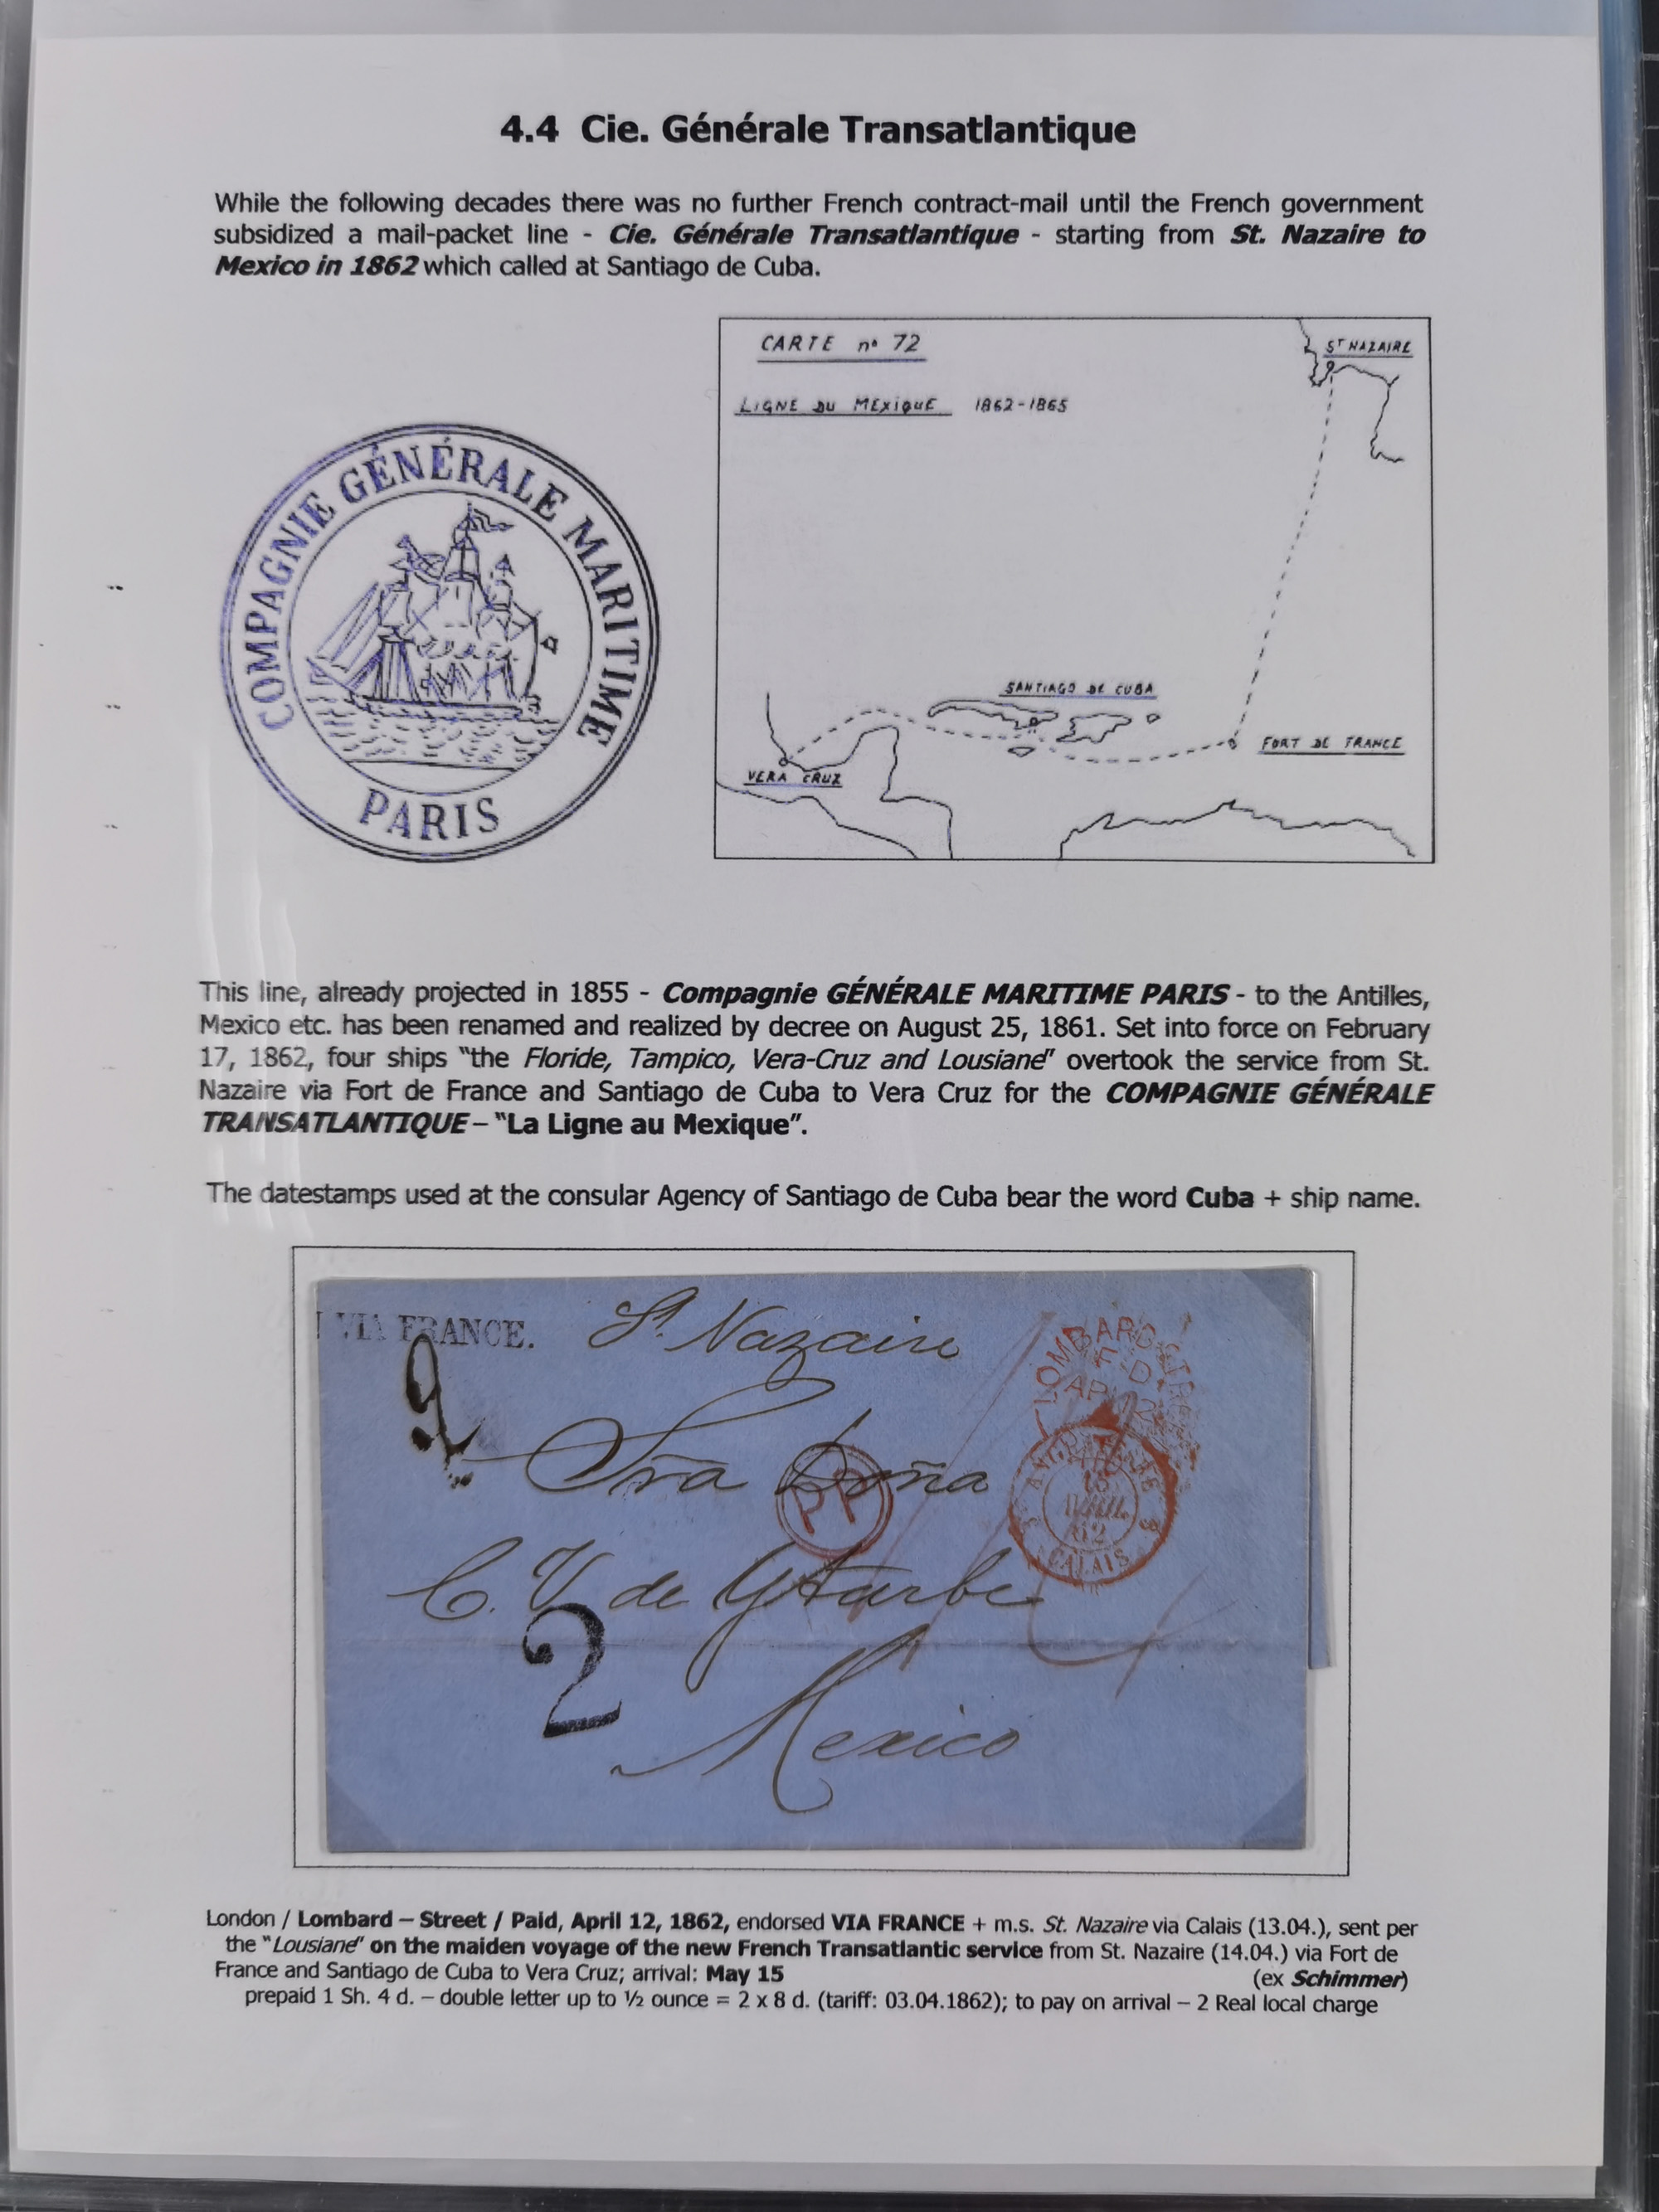 4.4 Cie. Générale Transatlantique
While the following decades there was no further French contract-mail until the French government
subsidized a mail-packet line - Cie. Générale Transatlantique - starting from St. Nazaire to
Mexico in 1862 which called at Santiago de Cuba.
CARTE nº 72
LIGNE DU MEXIQUE 1862-1865
ST NAZAIRE
SANTIAGO DE CUBA
FORT DE FRANCE
VERA CRUZ
COMPAGNIE GÉNÉRALE MARITIME
PARIS
This line, already projected in 1855 - Compagnie GÉNÉRALE MARITIME PARIS - to the Antilles,
Mexico etc. has been renamed and realized by decree on August 25, 1861. Set into force on February
17, 1862, four ships "the Floride, Tampico, Vera-Cruz and Lousiane" overtook the service from St.
Nazaire via Fort de France and Santiago de Cuba to Vera Cruz for the COMPAGNIE GÉNÉRALE
TRANSATLANTIQUE – "La Ligne au Mexique".
The datestamps used at the consular Agency of Santiago de Cuba bear the word Cuba + ship name.
VIA FRANCE.
St. Nazaire
LOMBARD STRE
F-D
AP 12
2
Sra Doña
PP
CALAIS
62
C. V. de Yturbe
2
Mexico
London / Lombard – Street / Paid, April 12, 1862, endorsed VIA FRANCE + m.s. St. Nazaire via Calais (13.04.), sent per
the "Lousiane" on the maiden voyage of the new French Transatlantic service from St. Nazaire (14.04.) via Fort de
France and Santiago de Cuba to Vera Cruz; arrival: May 15 (ex Schimmer)
prepaid 1 Sh. 4 d. – double letter up to ½ ounce = 2 x 8 d. (tariff: 03.04.1862); to pay on arrival – 2 Real local charge